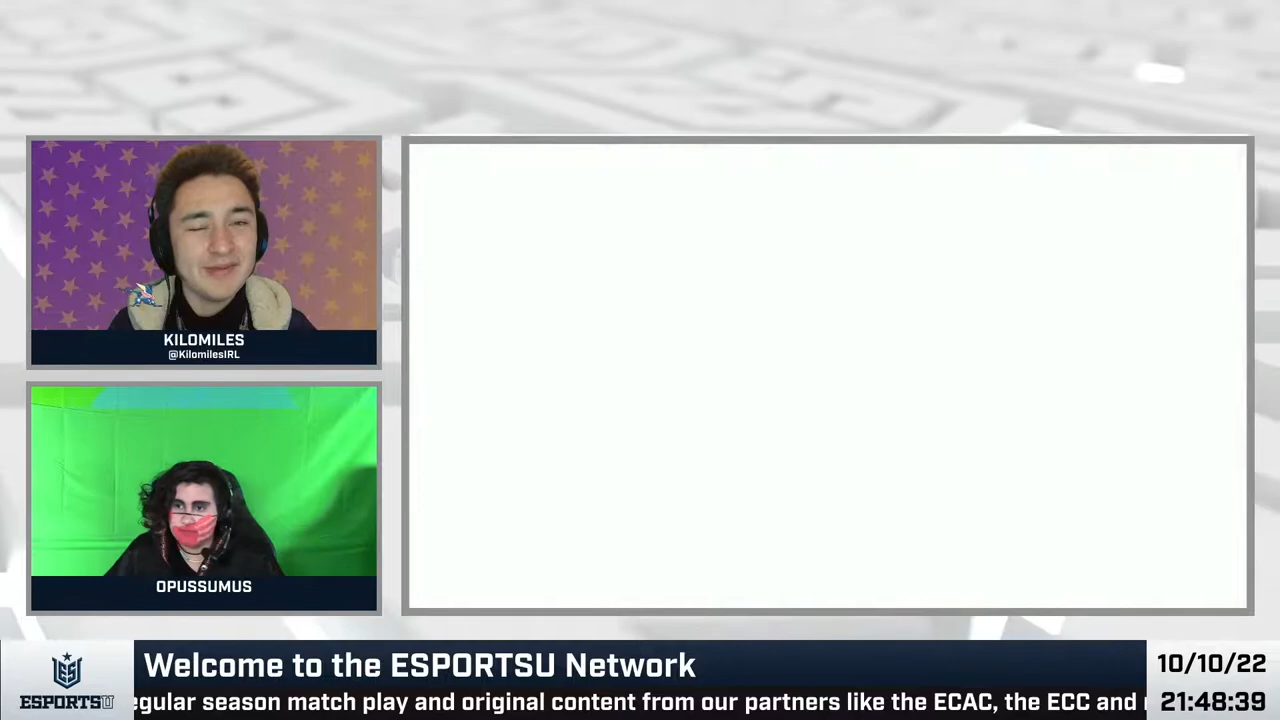 KILOMILES
@KilomilesIRL
OPUSSUMUS
Welcome to the ESPORTSU Network
ESPORTSU
egular season match play and original content from our partners like the ECAC, the ECC and
10/10/22
21:48:39